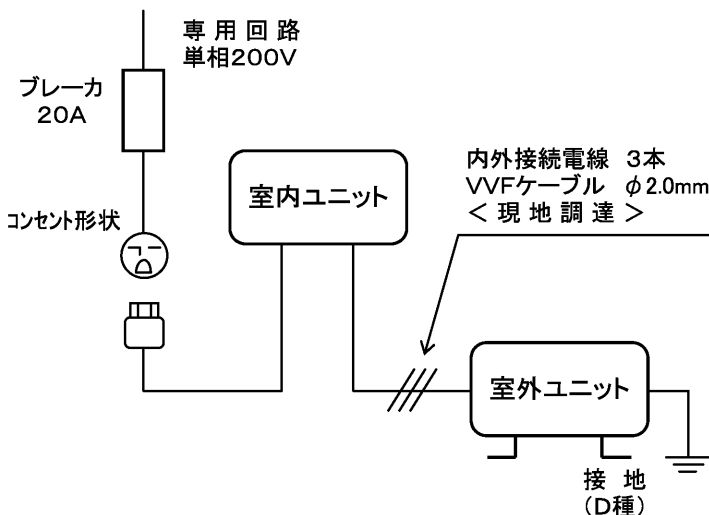 専用回路
単相200V
ブレーカ
20A
コンセント形状
室内ユニット
内外接続電線 3本
VVFケーブル φ2.0mm
<現地調達>
室外ユニット
接地
(D種)